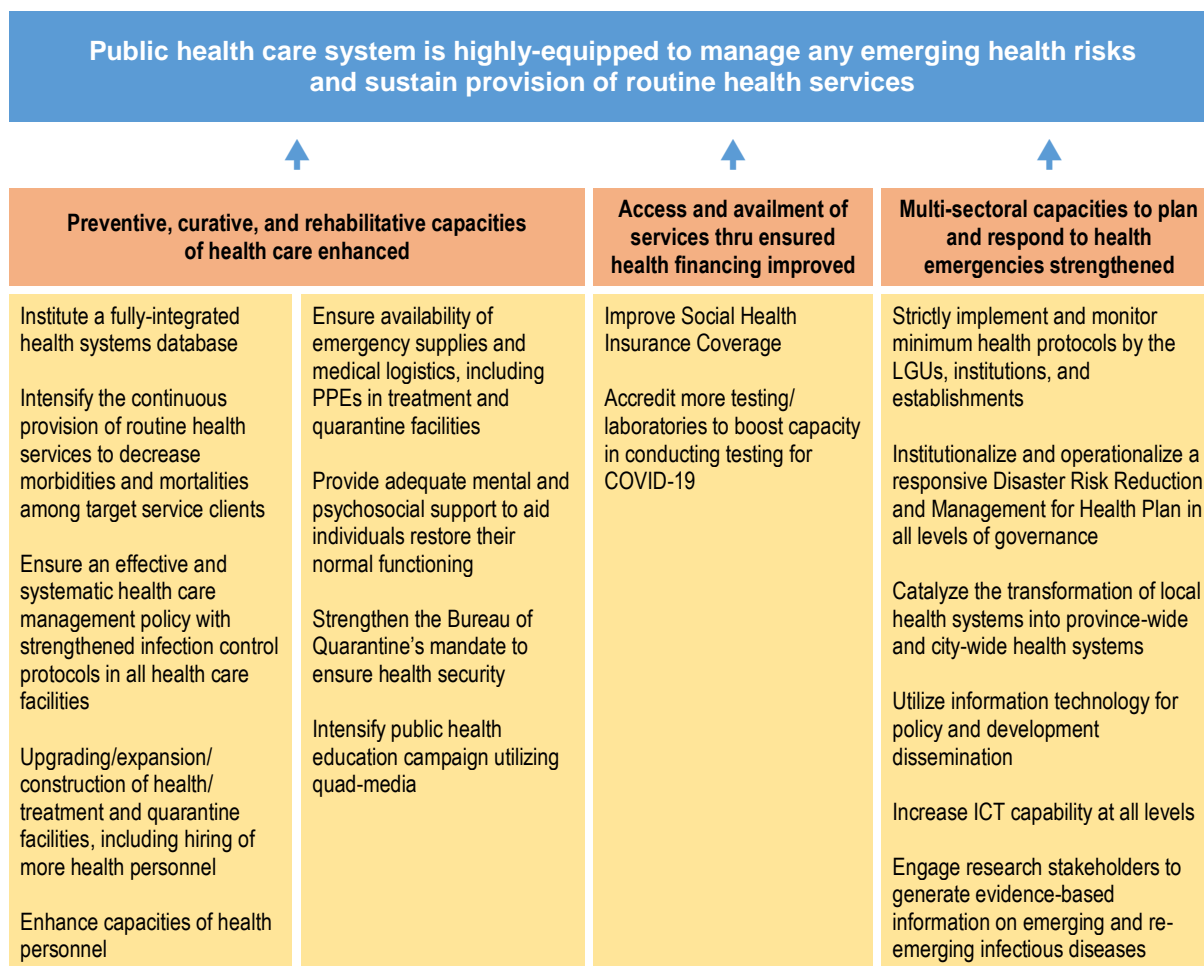 Public health care system is highly-equipped to manage any emerging health risks
and sustain provision of routine health services
Preventive, curative, and rehabilitative capacities
of health care enhanced
Access and availment of
services thru ensured
health financing improved
Multi-sectoral capacities to plan
and respond to health
emergencies strengthened
Institute a fully-integrated
health systems database
Intensify the continuous
provision of routine health
services to decrease
morbidities and mortalities
among target service clients
Ensure an effective and
systematic health care
management policy with
strengthened infection control
protocols in all health care
facilities
Upgrading/expansion/
construction of health/
treatment and quarantine
facilities, including hiring of
more health personnel
Enhance capacities of health
personnel
Ensure availability of
emergency supplies and
medical logistics, including
PPEs in treatment and
quarantine facilities
Provide adequate mental and
psychosocial support to aid
individuals restore their
normal functioning
Strengthen the Bureau of
Quarantine’s mandate to
ensure health security
Intensify public health
education campaign utilizing
quad-media
Improve Social Health
Insurance Coverage
Accredit more testing/
laboratories to boost capacity
in conducting testing for
COVID-19
Strictly implement and monitor
minimum health protocols by the
LGUs, institutions, and
establishments
Institutionalize and operationalize a
responsive Disaster Risk Reduction
and Management for Health Plan in
all levels of governance
Catalyze the transformation of local
health systems into province-wide
and city-wide health systems
Utilize information technology for
policy and development
dissemination
Increase ICT capability at all levels
Engage research stakeholders to
generate evidence-based
information on emerging and re-
emerging infectious diseases